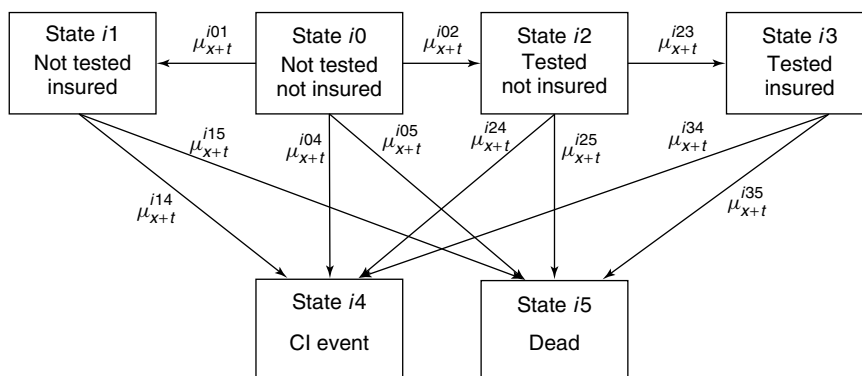 State i1
Not tested
insured
μ^{i01}_{x+t}
State i0
Not tested
not insured
μ^{i02}_{x+t}
State i2
Tested
not insured
μ^{i23}_{x+t}
State i3
Tested
insured
μ^{i15}_{x+t}
μ^{i04}_{x+t}
μ^{i05}_{x+t}
μ^{i24}_{x+t}
μ^{i25}_{x+t}
μ^{i34}_{x+t}
μ^{i14}_{x+t}
μ^{i35}_{x+t}
State i4
CI event
State i5
Dead